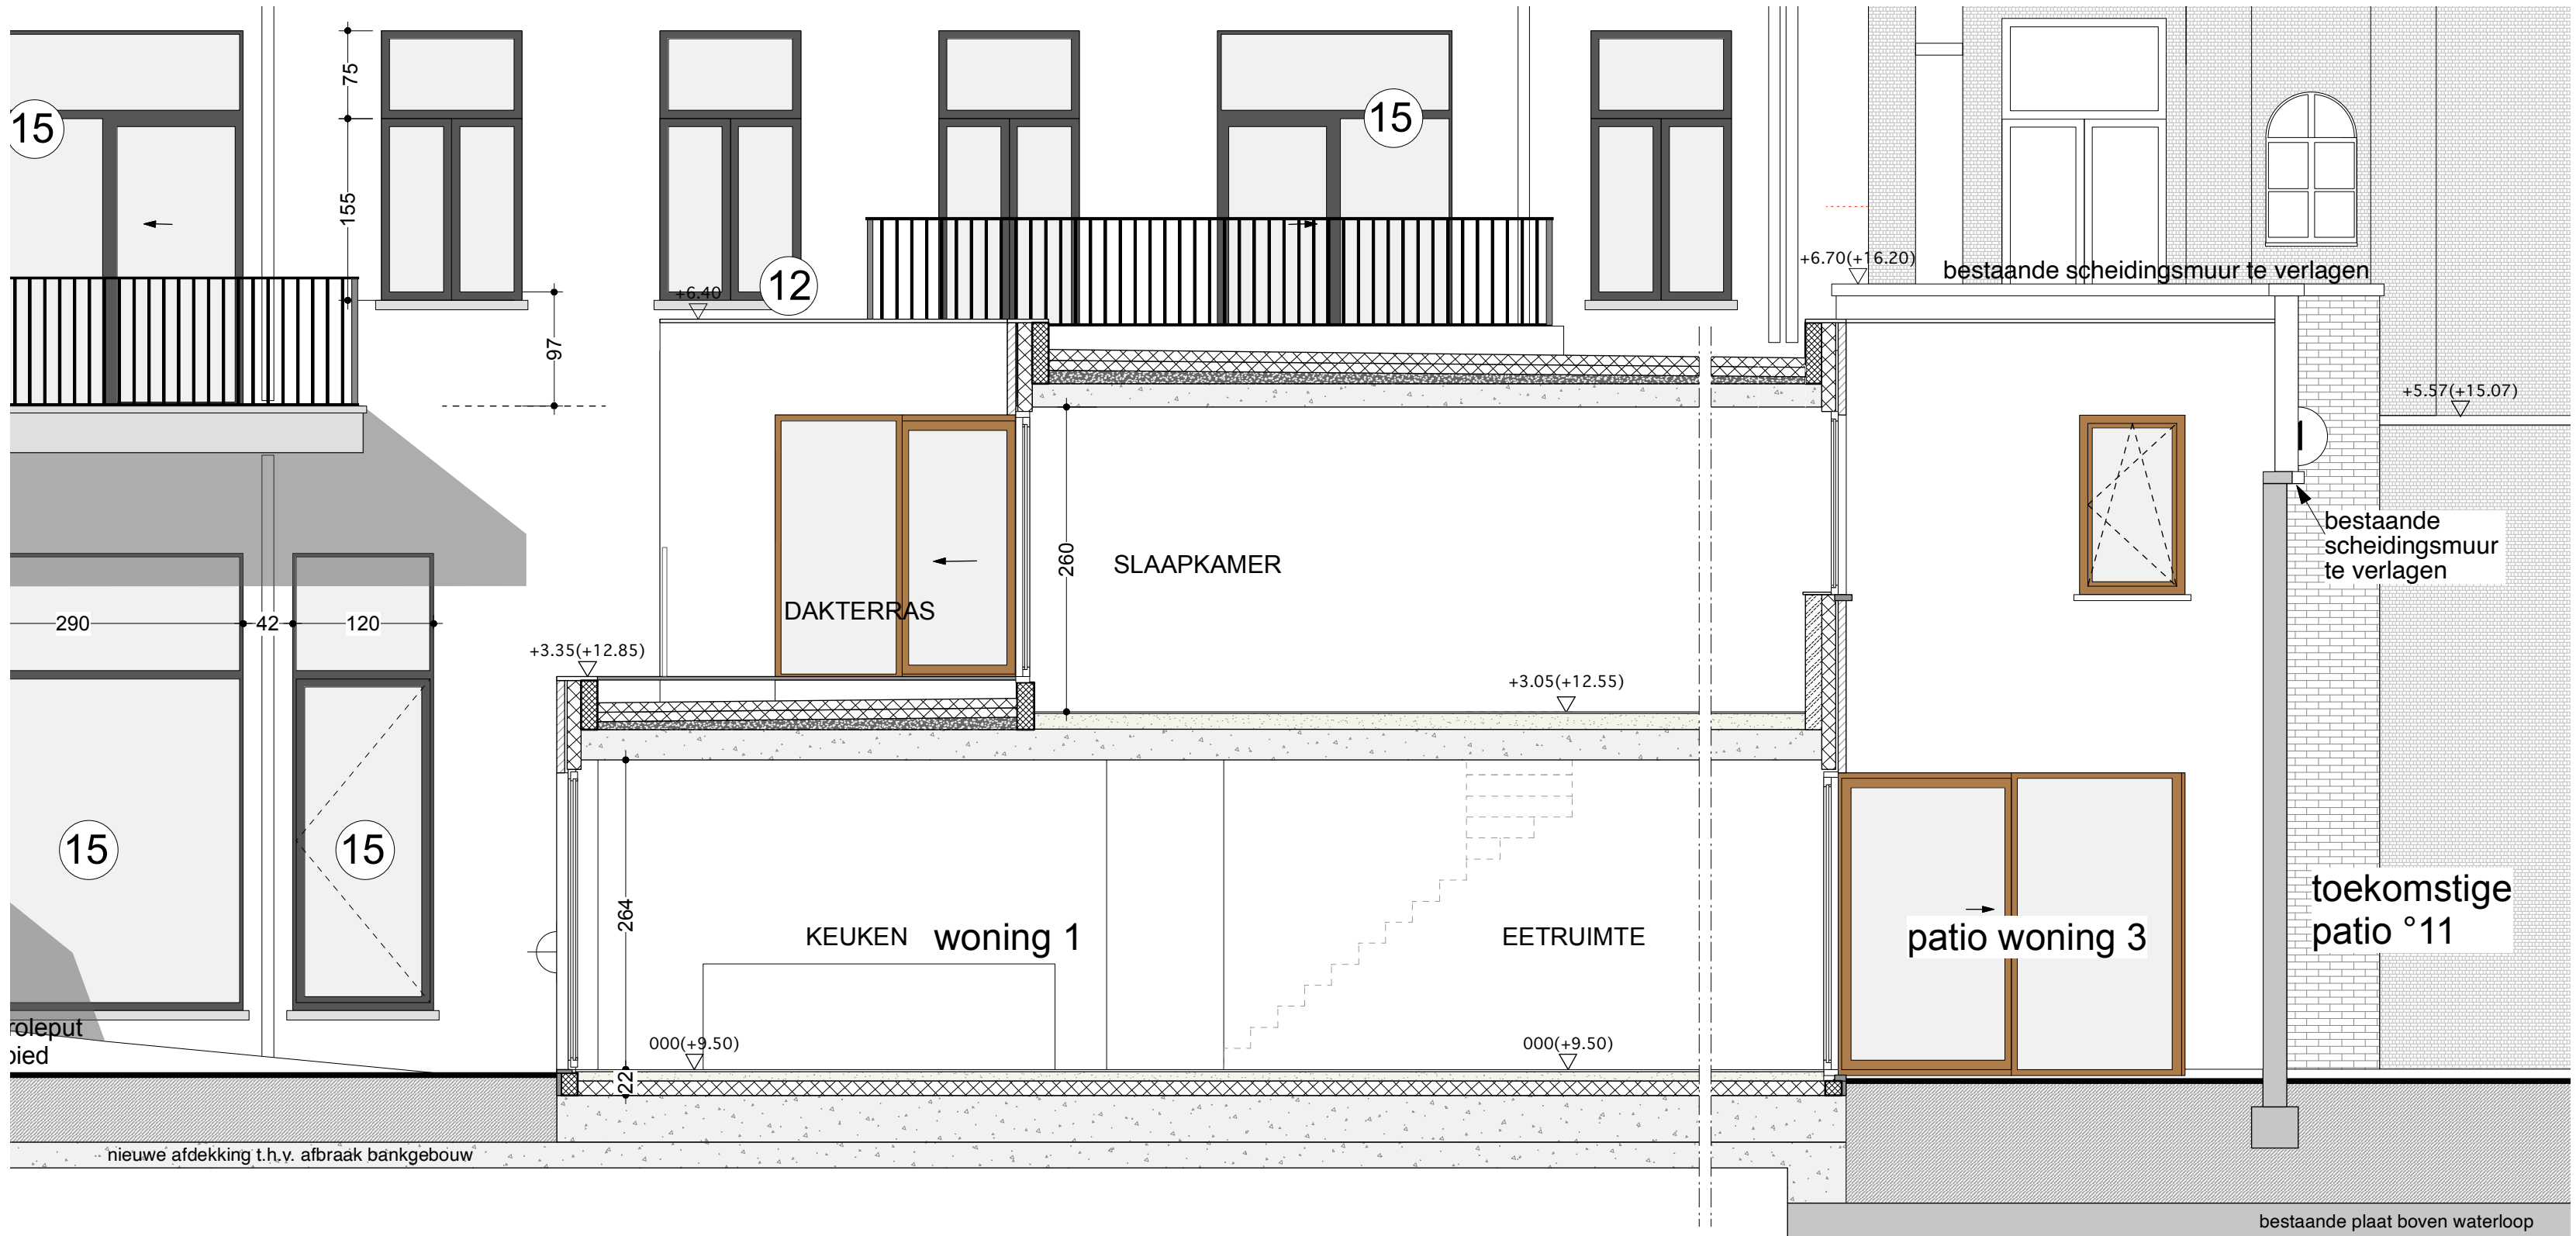 75
15
15
155
+6.70(+16.20)
bestaande scheidingsmuur te verlagen
12
+6.40
97
+5.57(+15.07)
bestaande
scheidingsmuur
te verlagen
260
SLAAPKAMER
DAKTERRAS
290
42
120
+3.35(+12.85)
+3.05(+12.55)
15
15
264
KEUKEN
woning 1
EETRUIMTE
patio woning 3
toekomstige
patio °11
roleput
000(+9.50)
000(+9.50)
22
nieuwe afdekking t.h.v. afbraak bankgebouw
bestaande plaat boven waterloop